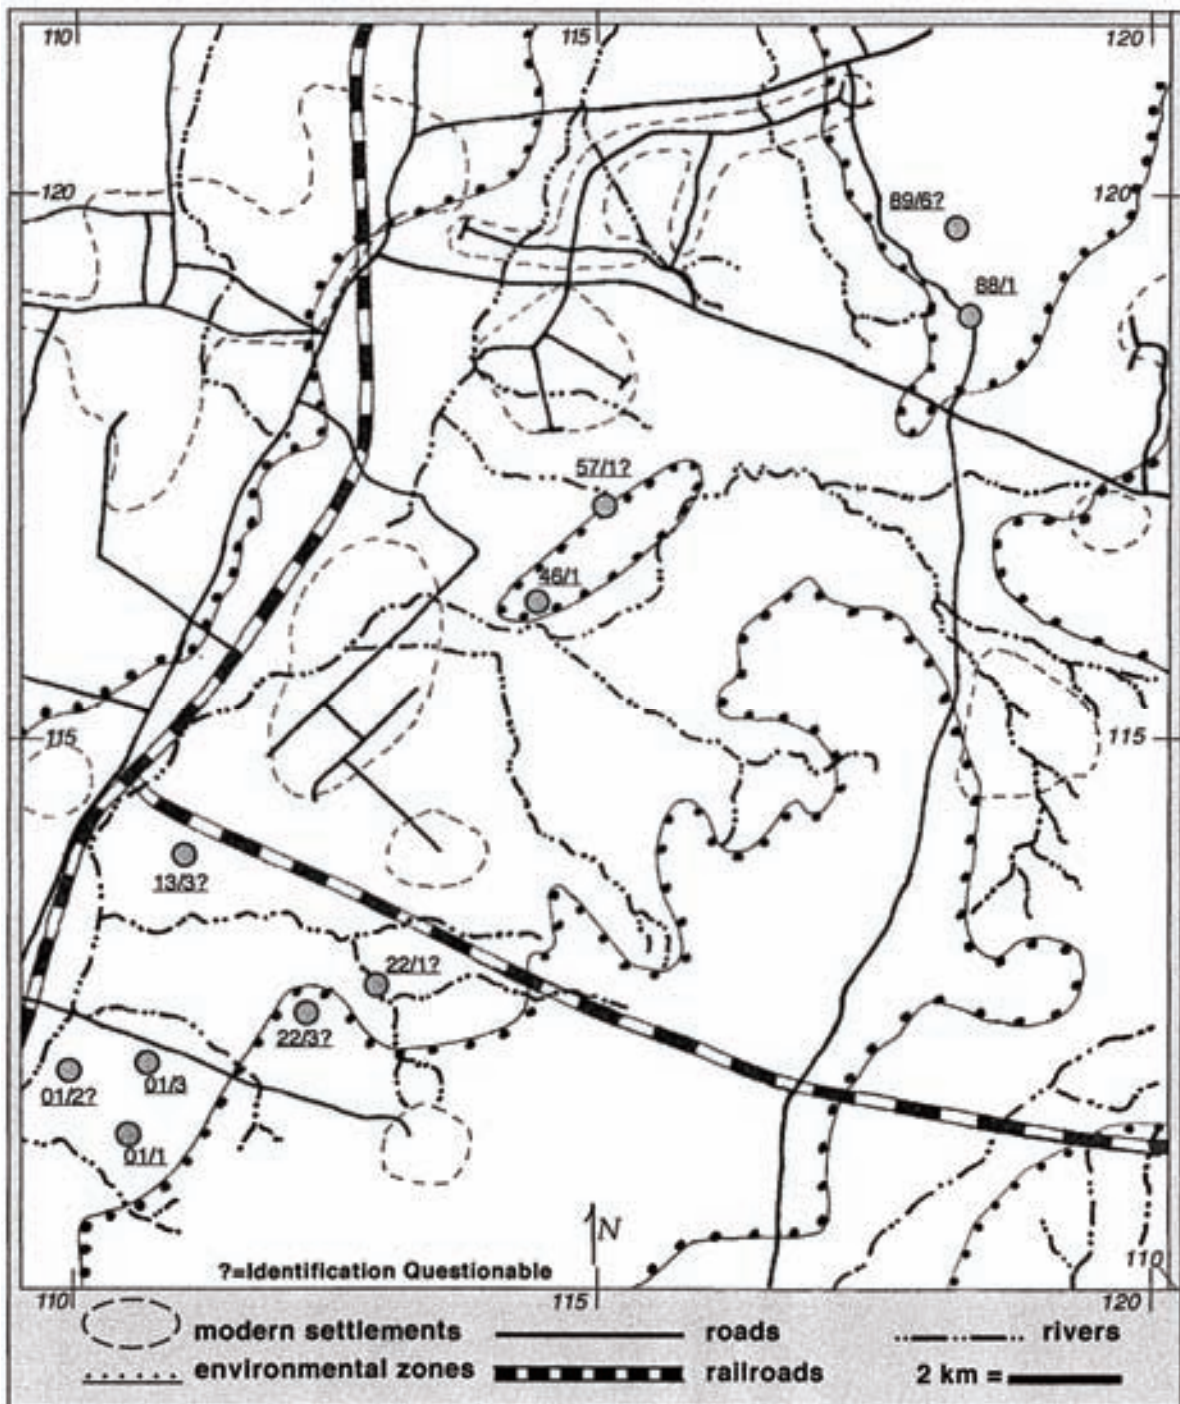 110 115 120
120 120
89/6?
88/1
57/1?
46/1
115 115
13/3?
22/1?
22/3?
01/2? 01/3
01/1
N
?=Identification Questionable
110
110 115 120
modern settlements roads rivers
environmental zones railroads 2 km =